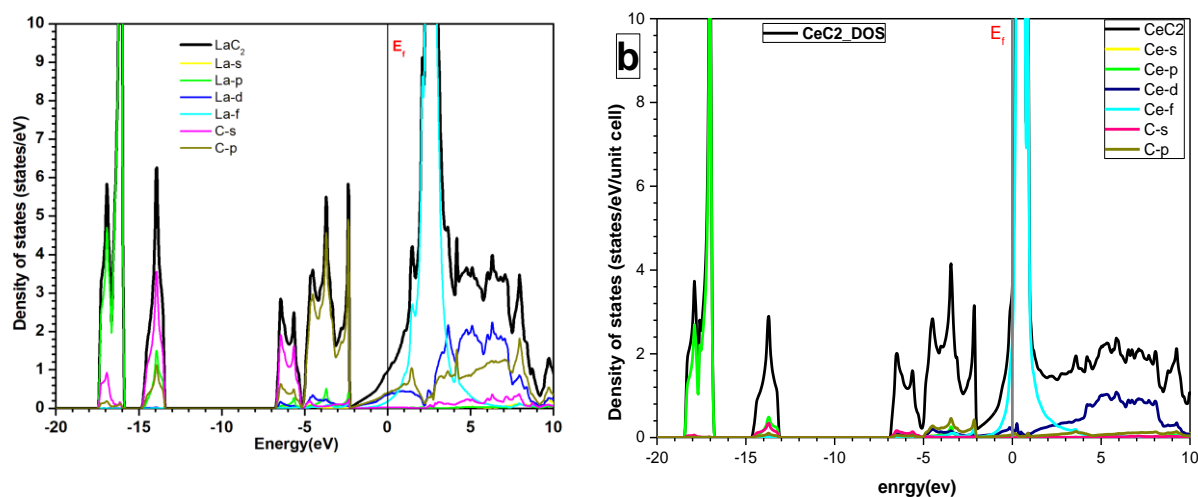 10
9
8
7
6
5
4
3
2
1
0
Density of states (states/eV)
-20
-15
-10
-5
0
5
10
Energy(eV)
LaC2
La-s
La-p
La-d
La-f
C-s
C-p
Ef
b
10
8
6
4
2
0
Density of states (states/eV/unit cell)
-20
-15
-10
-5
0
5
10
enrgy(ev)
CeC2_DOS
Ef
CeC2
Ce-s
Ce-p
Ce-d
Ce-f
C-s
C-p